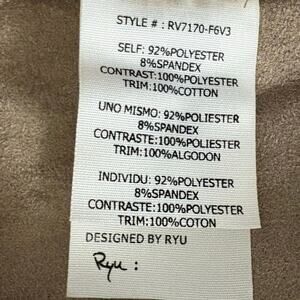 STYLE # : RV7170-F6V3
SELF: 92%POLYESTER
8%SPANDEX
CONTRAST:100%POLYESTER
TRIM:100%COTTON
UNO MISMO: 92%POLIESTER
8%SPANDEX
CONTRASTE:100%POLIESTER
TRIM:100%ALGODON
INDIVIDU: 92%POLYESTER
8%SPANDEX
CONTRASTE:100%POLYESTER
TRIM:100%COTON
DESIGNED BY RYU
Ryu :